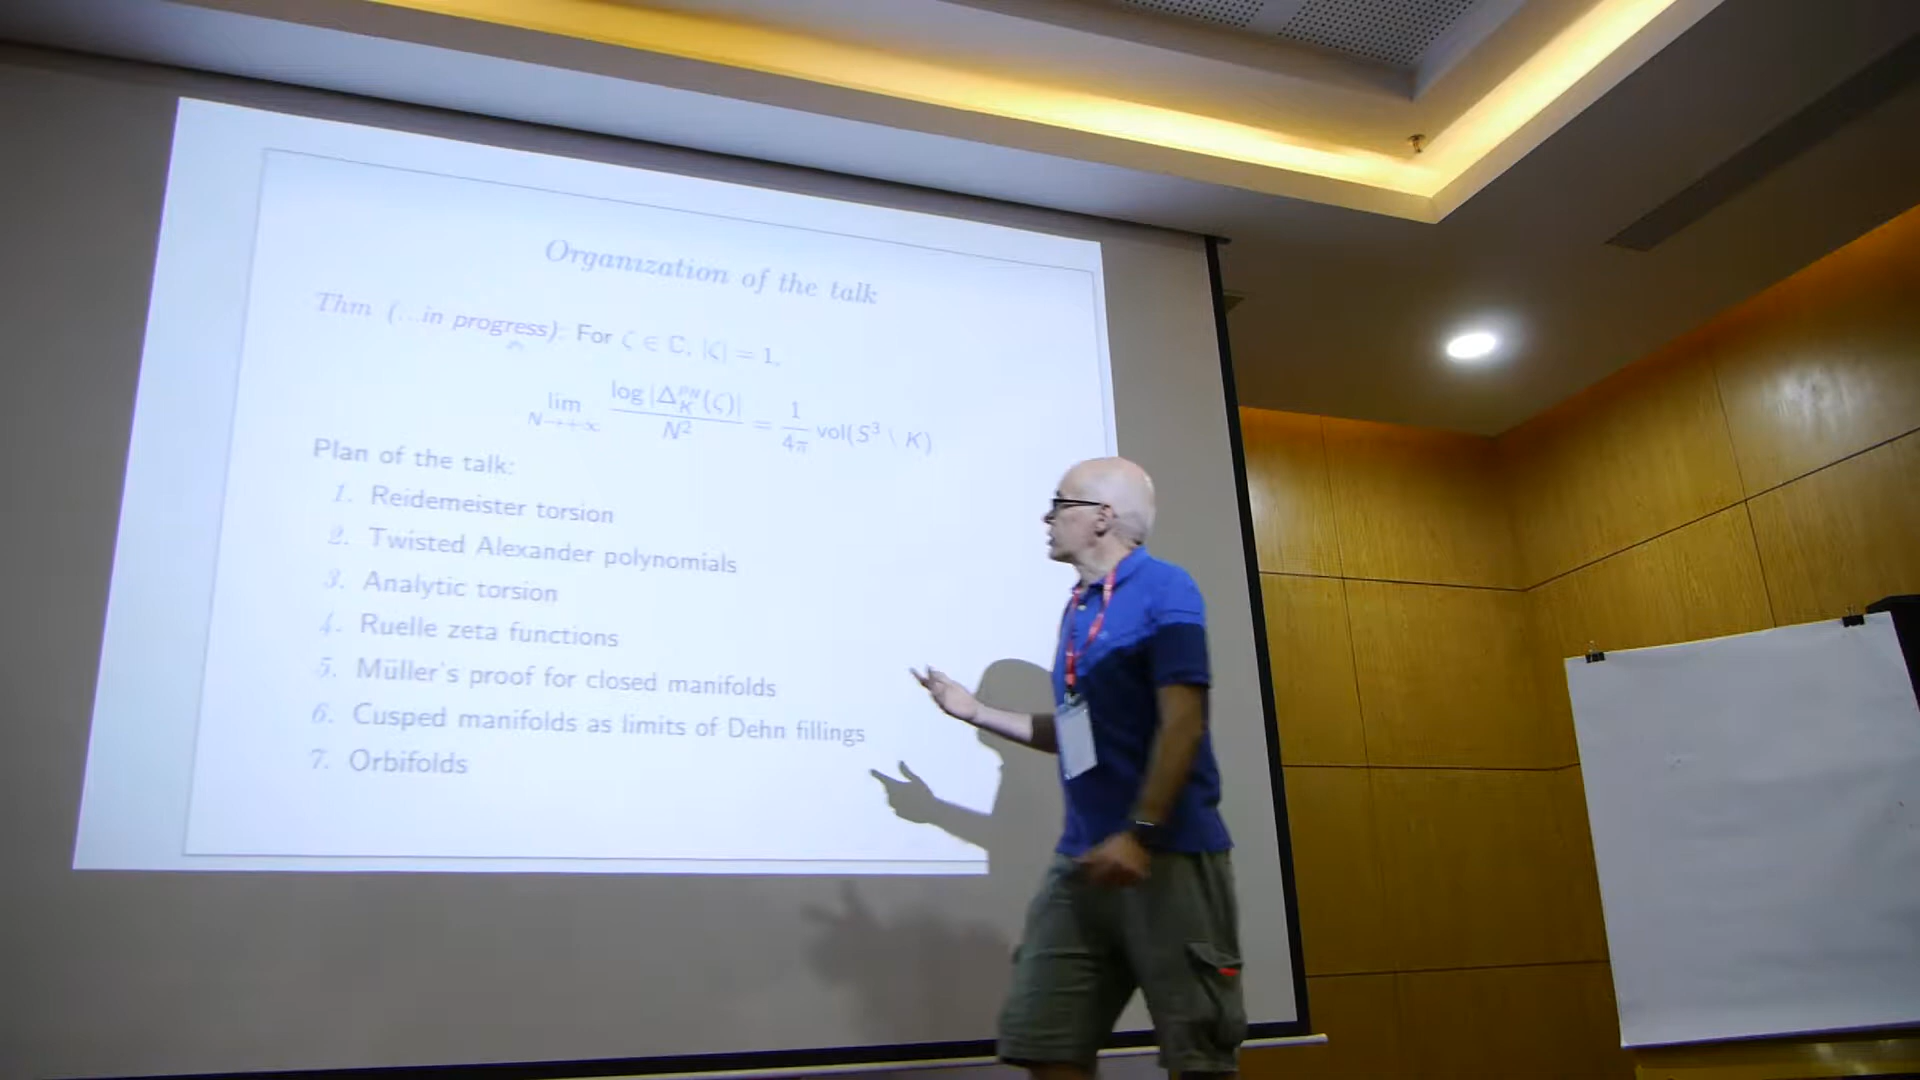 Organization of the talk
Thm (...in progress): For ζ ∈ ℂ, |ζ| = 1,
lim N→+∞ log |Δ_K^{ρ_N}(ζ)| / N² = 1/4π vol(S³ \ K)
Plan of the talk:
1. Reidemeister torsion
2. Twisted Alexander polynomials
3. Analytic torsion
4. Ruelle zeta functions
5. Müller's proof for closed manifolds
6. Cusped manifolds as limits of Dehn fillings
7. Orbifolds